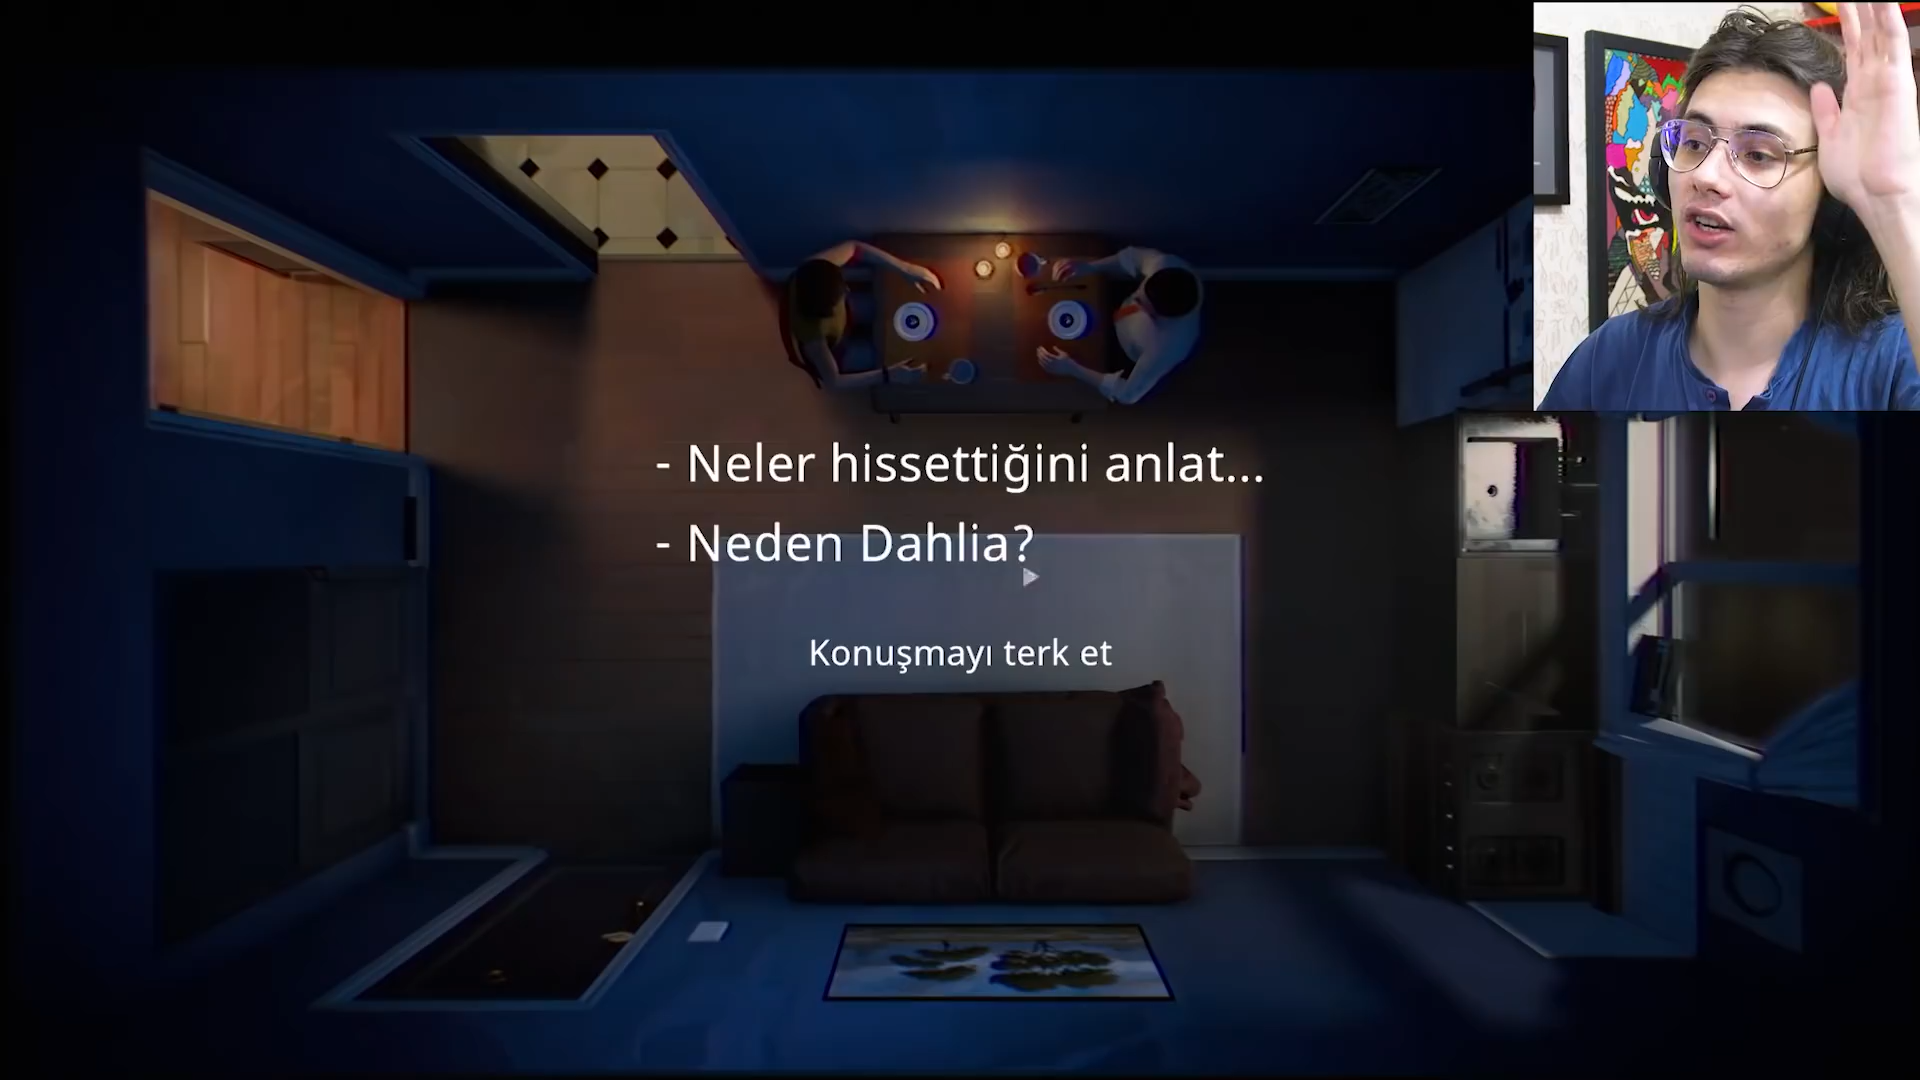 - Neler hissettiğini anlat...
- Neden Dahlia?
Konuşmayı terk et